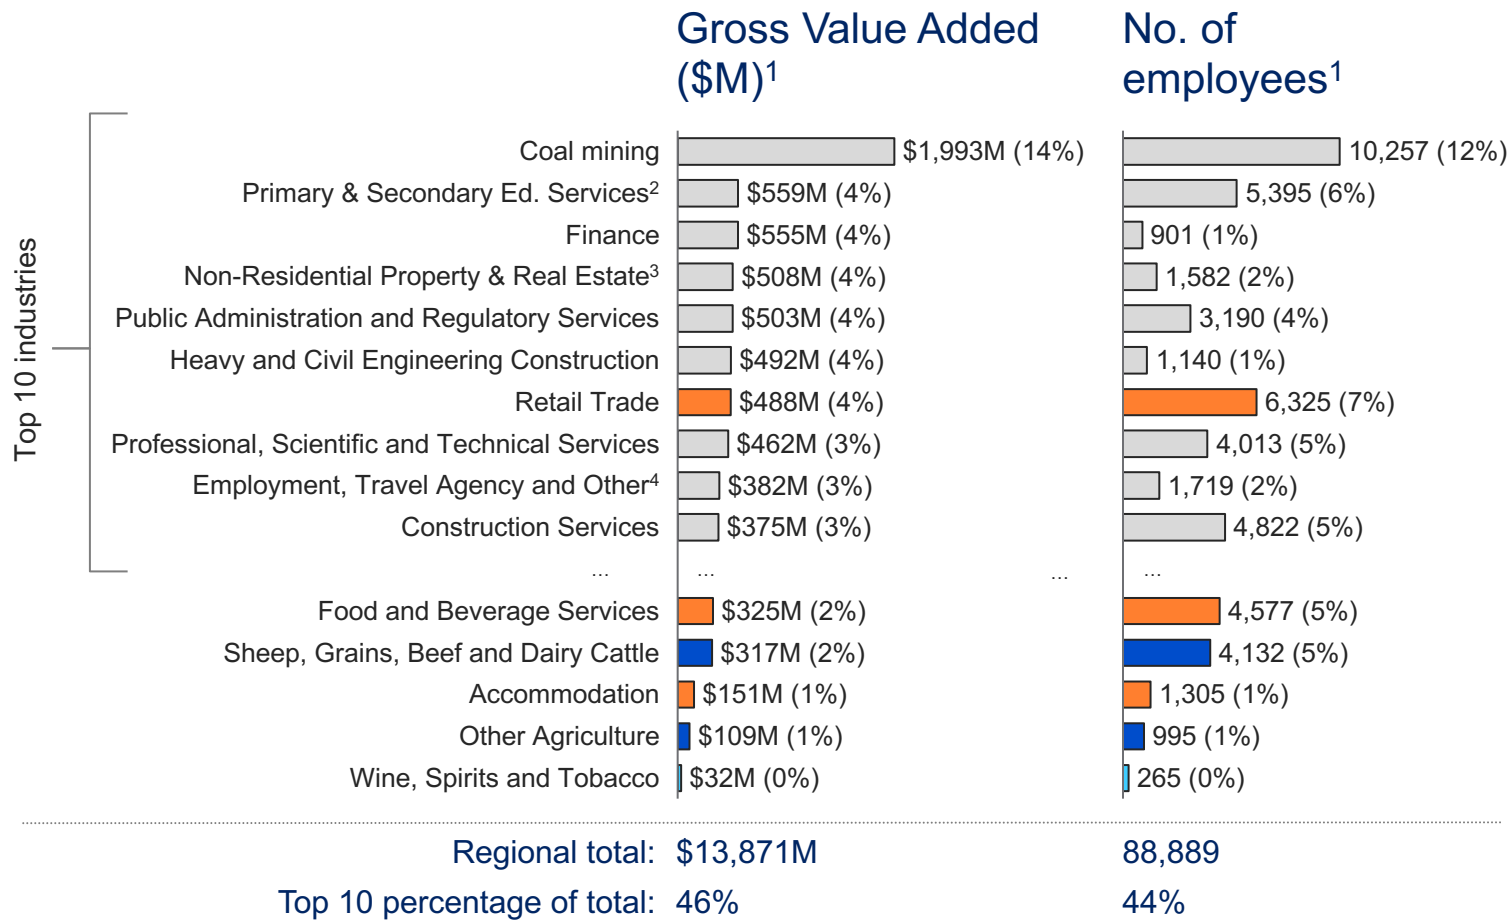 Gross Value Added
($M)1
No. of
employees1
Top 10 industries
Coal mining $1,993M (14%) 10,257 (12%)
Primary & Secondary Ed. Services2 $559M (4%) 5,395 (6%)
Finance $555M (4%) 901 (1%)
Non-Residential Property & Real Estate3 $508M (4%) 1,582 (2%)
Public Administration and Regulatory Services $503M (4%) 3,190 (4%)
Heavy and Civil Engineering Construction $492M (4%) 1,140 (1%)
Retail Trade $488M (4%) 6,325 (7%)
Professional, Scientific and Technical Services $462M (3%) 4,013 (5%)
Employment, Travel Agency and Other4 $382M (3%) 1,719 (2%)
Construction Services $375M (3%) 4,822 (5%)
... ... ... ...
Food and Beverage Services $325M (2%) 4,577 (5%)
Sheep, Grains, Beef and Dairy Cattle $317M (2%) 4,132 (5%)
Accommodation $151M (1%) 1,305 (1%)
Other Agriculture $109M (1%) 995 (1%)
Wine, Spirits and Tobacco $32M (0%) 265 (0%)
Regional total: $13,871M 88,889
Top 10 percentage of total: 46% 44%